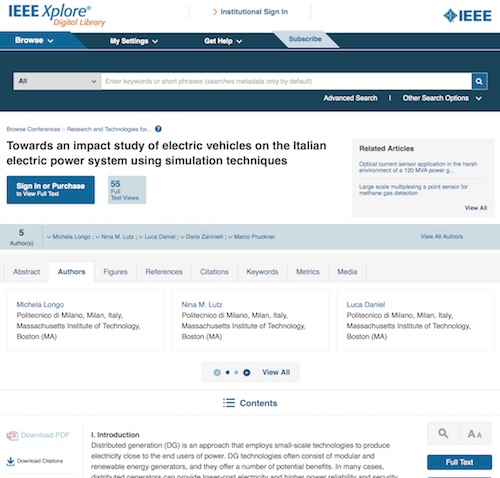 IEEE Xplore®
Digital Library
Institutional Sign In
IEEE
Browse
My Settings
Get Help
Subscribe
All
Enter keywords or short phrases (searches metadata only by default)
Advanced Search | Other Search Options
Browse Conferences > Research and Technologies for... ?
Towards an impact study of electric vehicles on the Italian
electric power system using simulation techniques
Sign In or Purchase
to View Full Text
55
Full
Text Views
Related Articles
Optical current sensor application in the harsh
environment of a 120 MVA power g...
Large scale multiplexing a point sensor for
methane gas detection
View All
5
Author(s)
Michela Longo ; Nina M. Lutz ; Luca Daniel ; Dario Zaninelli ; Marco Pruckner
View All Authors
Abstract
Authors
Figures
References
Citations
Keywords
Metrics
Media
Michela Longo
Politecnico di Milano, Milan, Italy,
Massachusetts Institute of Technology,
Boston (MA)
Nina M. Lutz
Politecnico di Milano, Milan, Italy,
Massachusetts Institute of Technology,
Boston (MA)
Luca Daniel
Politecnico di Milano, Milan, Italy,
Massachusetts Institute of Technology,
Boston (MA)
View All
Contents
Download PDF
Download Citations
I. Introduction
Distributed generation (DG) is an approach that employs small-scale technologies to produce
electricity close to the end users of power. DG technologies often consist of modular and
renewable energy generators, and they offer a number of potential benefits. In many cases,
distributed generators can provide lower-cost electricity and higher power reliability and security
AA
Full Text